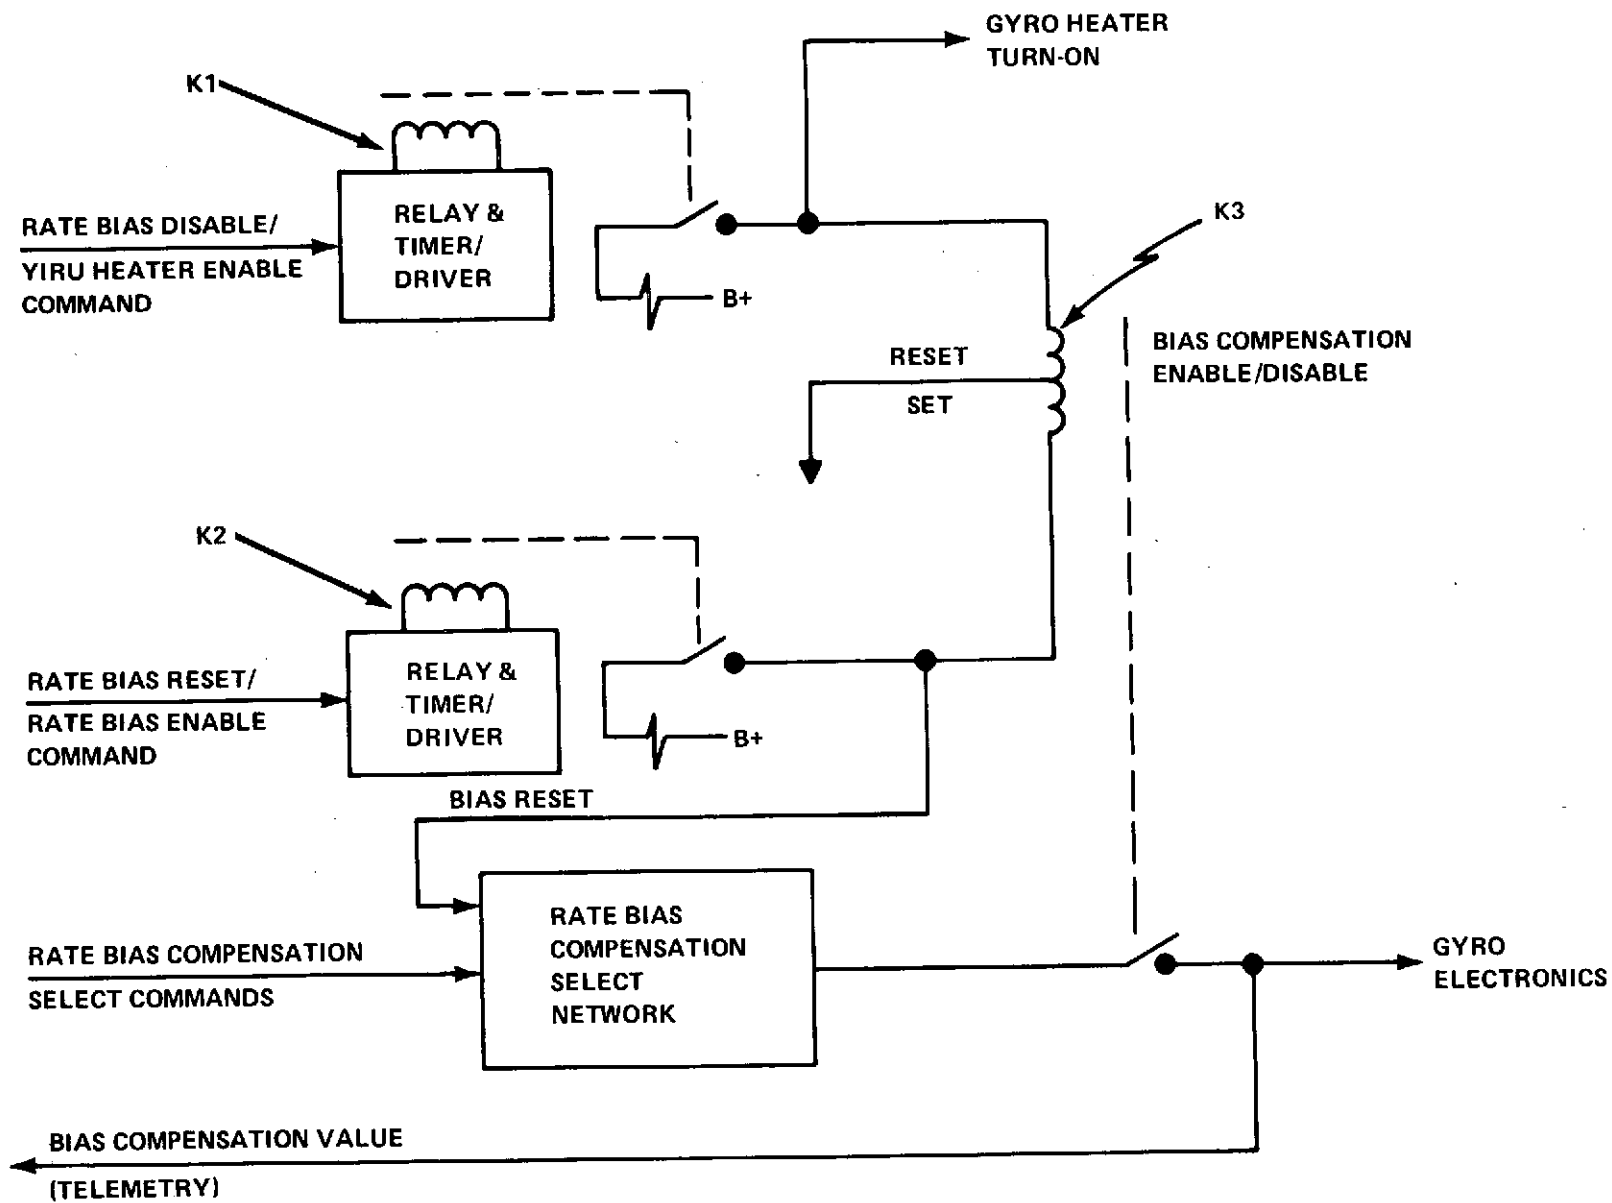 GYRO HEATER
TURN-ON
K1
RELAY &
TIMER/
DRIVER
RATE BIAS DISABLE/
YIRU HEATER ENABLE
COMMAND
B+
K3
RESET
SET
BIAS COMPENSATION
ENABLE/DISABLE
K2
RELAY &
TIMER/
DRIVER
RATE BIAS RESET/
RATE BIAS ENABLE
COMMAND
B+
BIAS RESET
RATE BIAS
COMPENSATION
SELECT
NETWORK
RATE BIAS COMPENSATION
SELECT COMMANDS
GYRO
ELECTRONICS
BIAS COMPENSATION VALUE
(TELEMETRY)